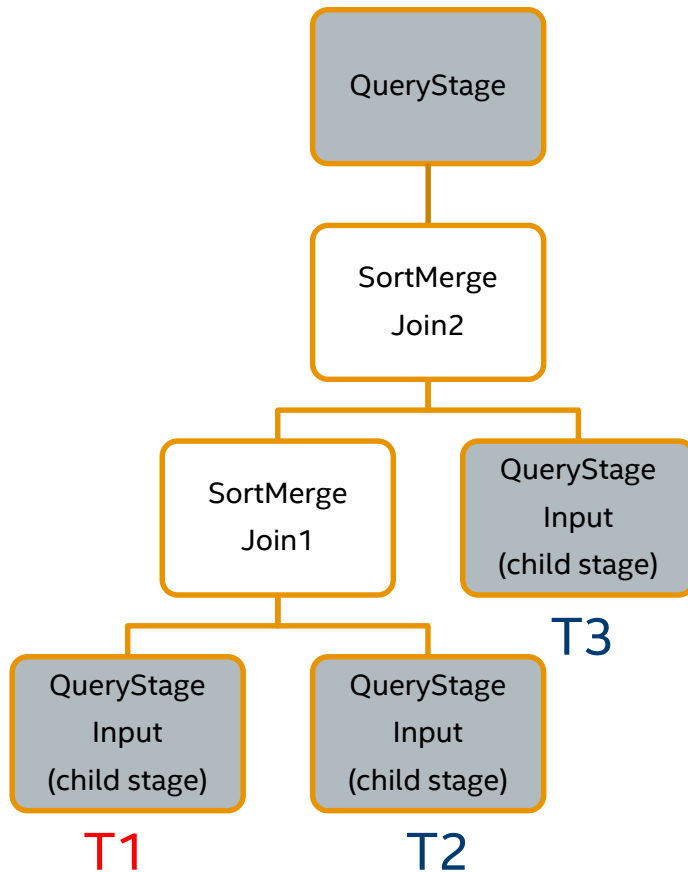 QueryStage
SortMerge
Join2
SortMerge
Join1
QueryStage
Input
(child stage)
T3
QueryStage
Input
(child stage)
T1
QueryStage
Input
(child stage)
T2